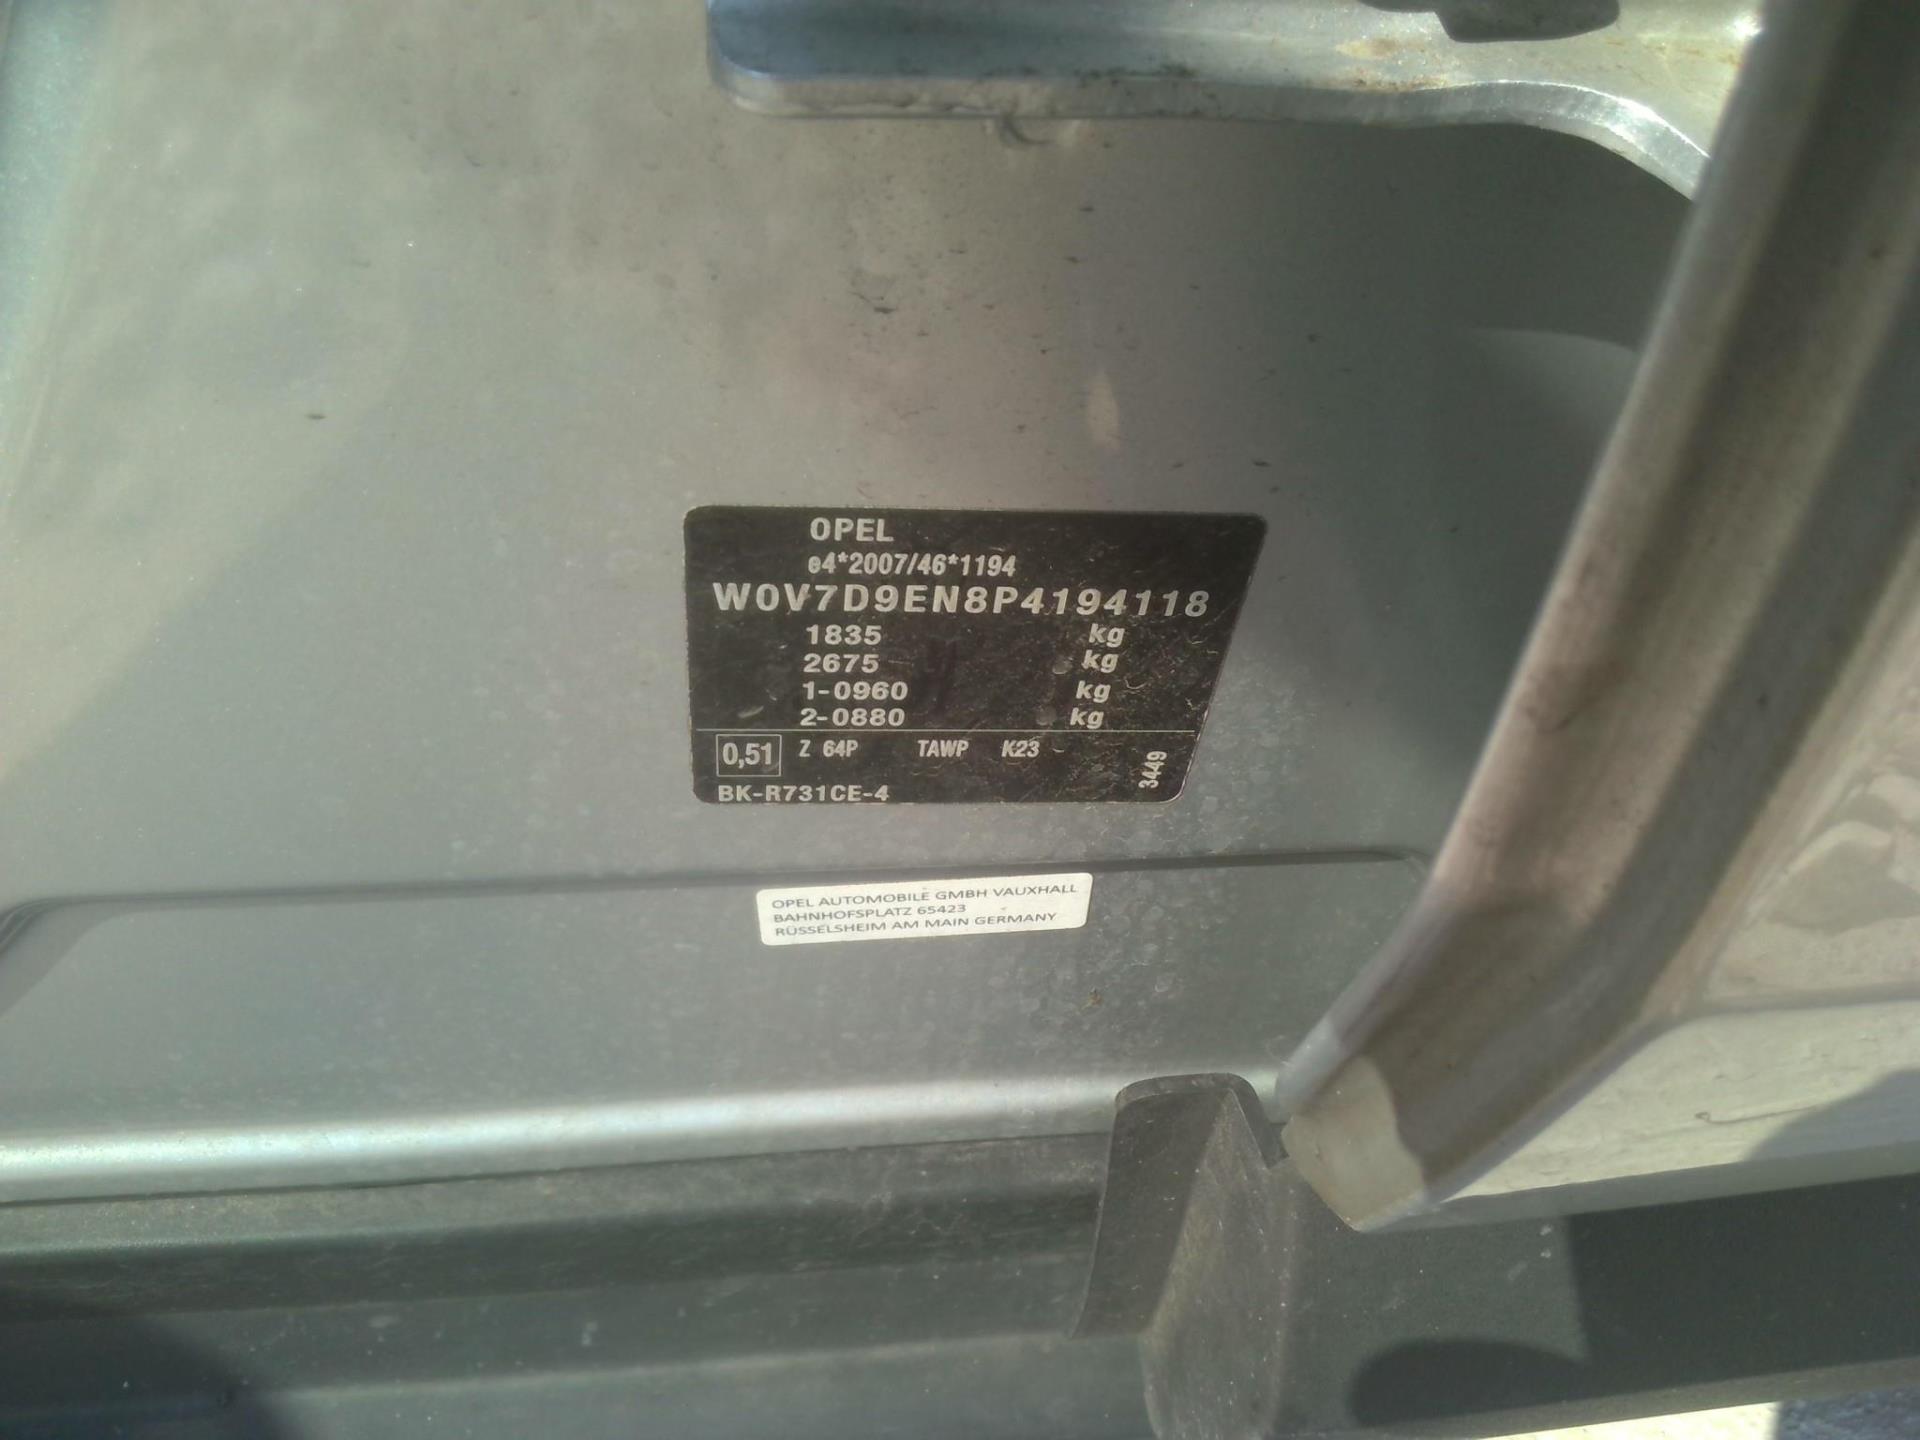 OPEL
e4*2007/46*1194
W0V7D9EN8P4194118
1835 kg
2675 kg
1-0960 kg
2-0880 kg
0,51 Z 64P TAWP K23
3449
BK-R731CE-4
OPEL AUTOMOBILE GMBH VAUXHALL
BAHNHOFSPLATZ 65423
RÜSSELSHEIM AM MAIN GERMANY